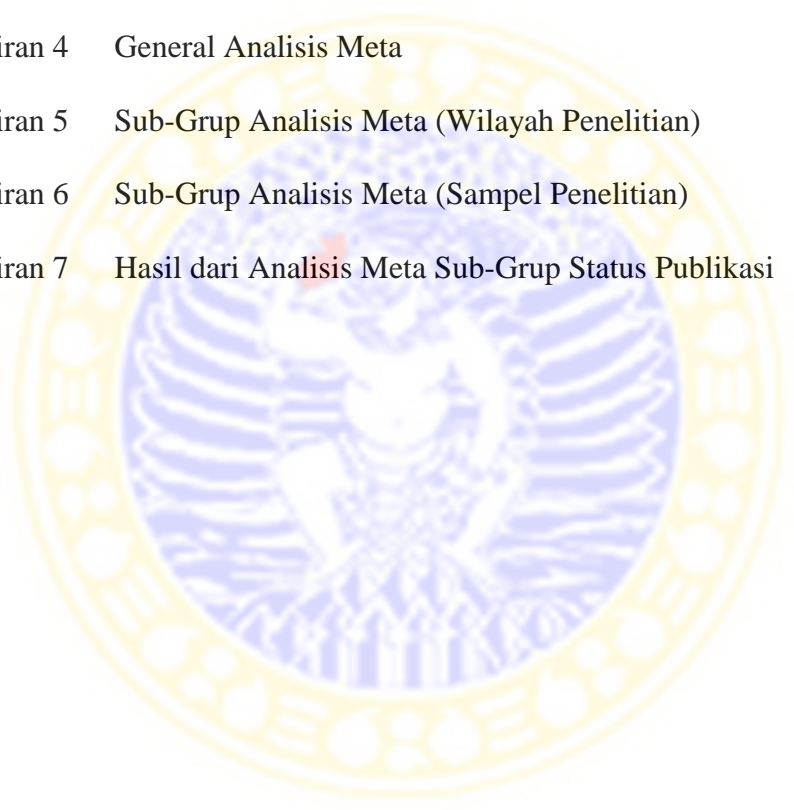 iran 4 General Analisis Meta
iran 5 Sub-Grup Analisis Meta (Wilayah Penelitian)
iran 6 Sub-Grup Analisis Meta (Sampel Penelitian)
iran 7 Hasil dari Analisis Meta Sub-Grup Status Publikasi